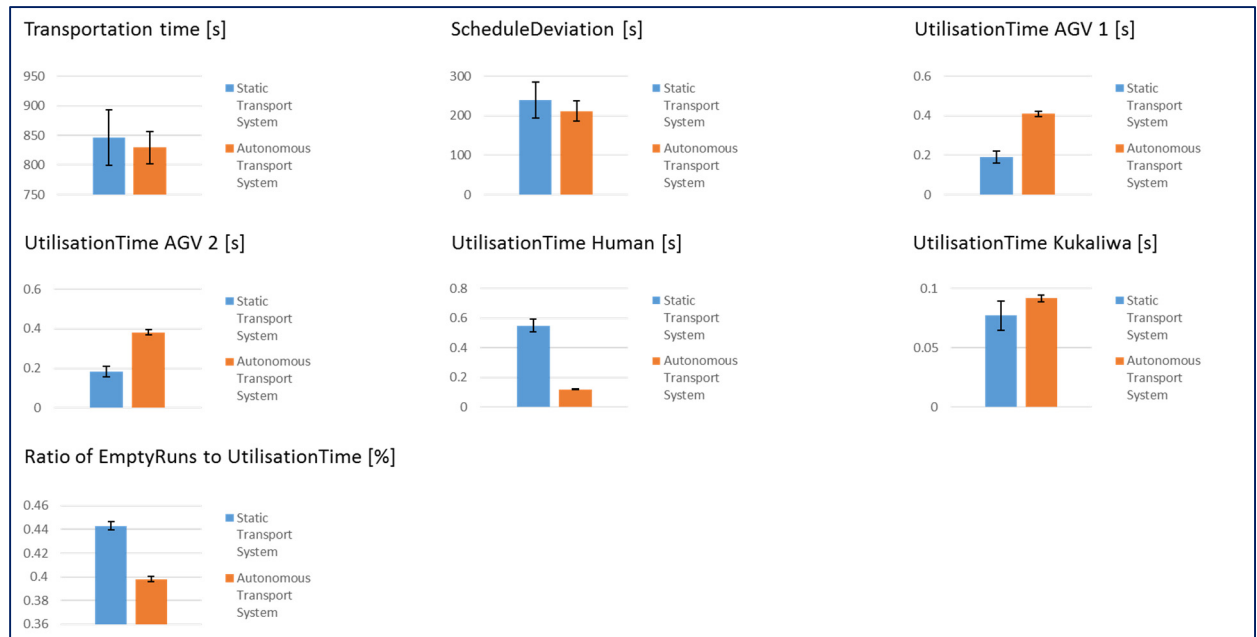 Transportation time [s]
950
900
850
800
750
Static
Transport
System
Autonomous
Transport
System
ScheduleDeviation [s]
300
200
100
0
Static
Transport
System
Autonomous
Transport
System
UtilisationTime AGV 1 [s]
0.6
0.4
0.2
0
Static
Transport
System
Autonomous
Transport
System
UtilisationTime AGV 2 [s]
0.6
0.4
0.2
0
Static
Transport
System
Autonomous
Transport
System
UtilisationTime Human [s]
0.8
0.6
0.4
0.2
0
Static
Transport
System
Autonomous
Transport
System
UtilisationTime Kukaliwa [s]
0.1
0.05
0
Static
Transport
System
Autonomous
Transport
System
Ratio of EmptyRuns to UtilisationTime [%]
0.46
0.44
0.42
0.4
0.38
0.36
Static
Transport
System
Autonomous
Transport
System